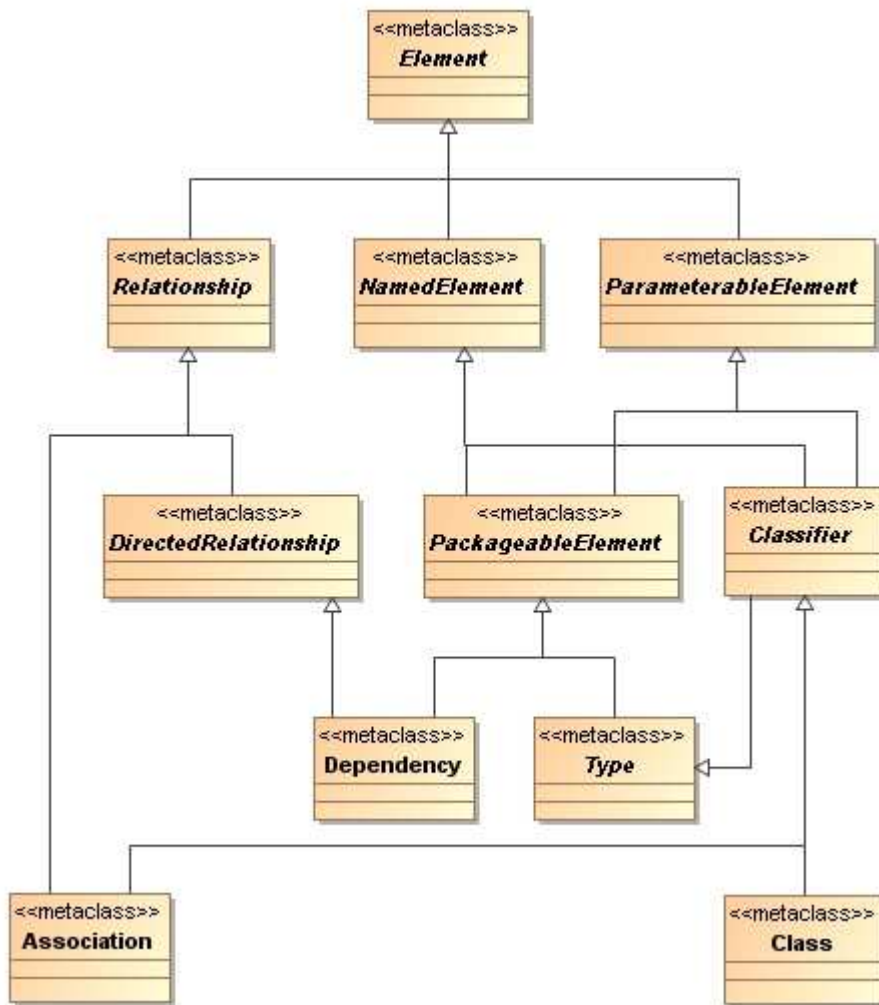 <<metaclass>>
Element
<<metaclass>>
Relationship
<<metaclass>>
NamedElement
<<metaclass>>
ParameterableElement
<<metaclass>>
DirectedRelationship
<<metaclass>>
PackageableElement
<<metaclass>>
Classifier
<<metaclass>>
Dependency
<<metaclass>>
Type
<<metaclass>>
Association
<<metaclass>>
Class